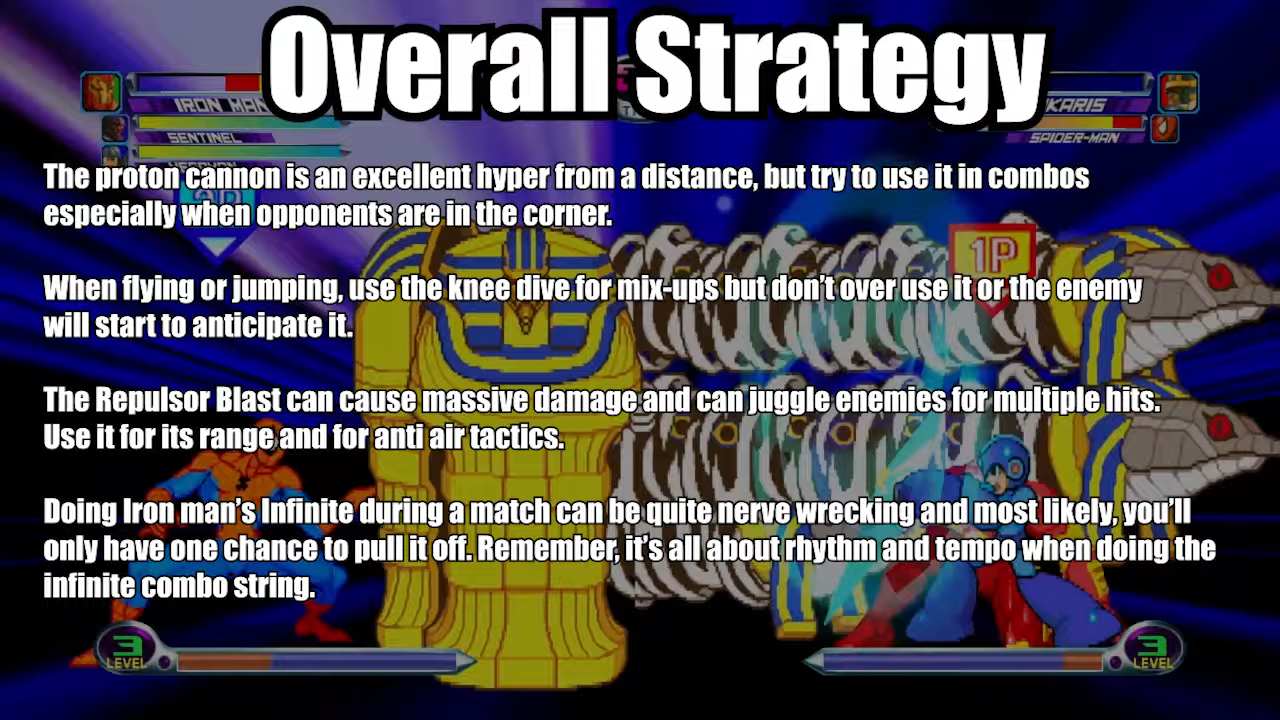 Overall Strategy
IRON MAN
SENTINEL
KARIS
SPIDER-MAN
The proton cannon is an excellent hyper from a distance, but try to use it in combos
especially when opponents are in the corner.
1P
When flying or jumping, use the knee dive for mix-ups but don't over use it or the enemy
will start to anticipate it.
The Repulsor Blast can cause massive damage and can juggle enemies for multiple hits.
Use it for its range and for anti air tactics.
Doing Iron man's Infinite during a match can be quite nerve wrecking and most likely, you'll
only have one chance to pull it off. Remember, it's all about rhythm and tempo when doing the
infinite combo string.
3
LEVEL
3
LEVEL